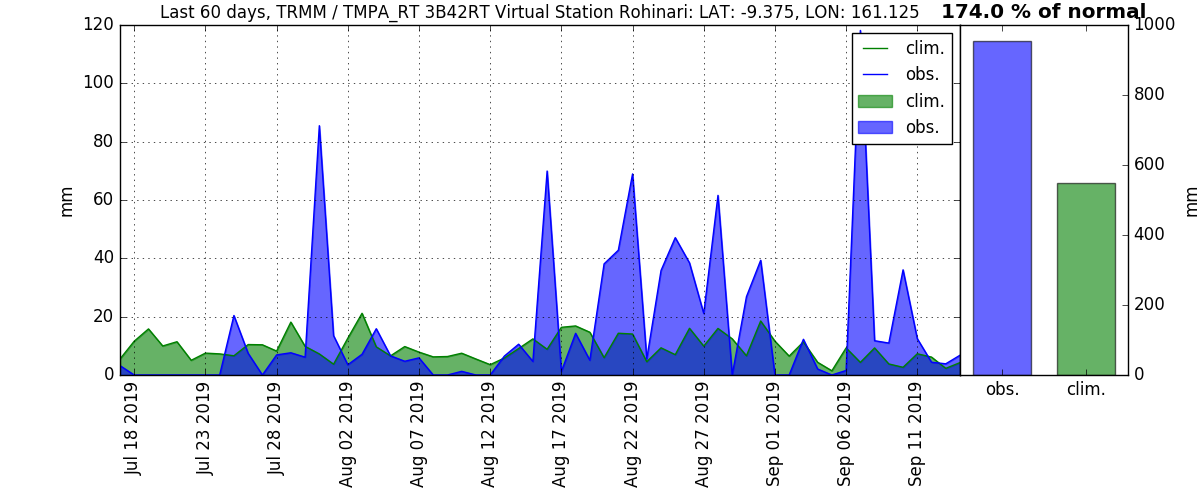 Last 60 days, TRMM / TMPA_RT 3B42RT Virtual Station Rohinari: LAT: -9.375, LON: 161.125
174.0 % of normal
120
100
80
60
40
20
0
mm
clim.
obs.
clim.
obs.
Jul 18 2019
Jul 23 2019
Jul 28 2019
Aug 02 2019
Aug 07 2019
Aug 12 2019
Aug 17 2019
Aug 22 2019
Aug 27 2019
Sep 01 2019
Sep 06 2019
Sep 11 2019
1000
800
600
400
200
0
mm
obs.
clim.